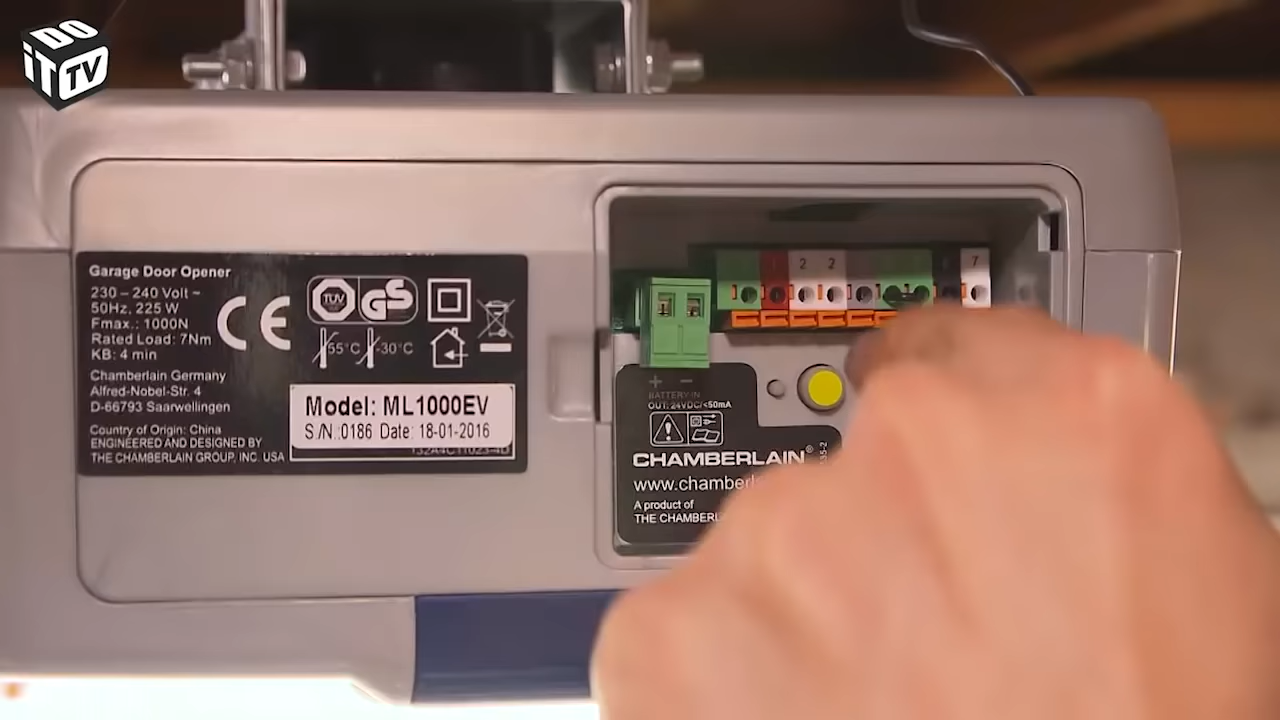 DO
iT
TV
Garage Door Opener
230 – 240 Volt ~
50Hz, 225 W
Fmax.: 1000N
Rated Load: 7Nm
KB: 4 min
Chamberlain Germany
Alfred-Nobel-Str. 4
D-66793 Saarwellingen
Country of Origin: China
ENGINEERED AND DESIGNED BY
THE CHAMBERLAIN GROUP, INC. USA
CE
TÜV
GS
55°C
-30°C
Model: ML1000EV
S/N.:0186 Date: 18-01-2016
1 2 2
7
+ −
BATTERY IN
OUT: 24VDC/<50mA
CHAMBERLAIN®
www.chamberl
A product of
THE CHAMBERL